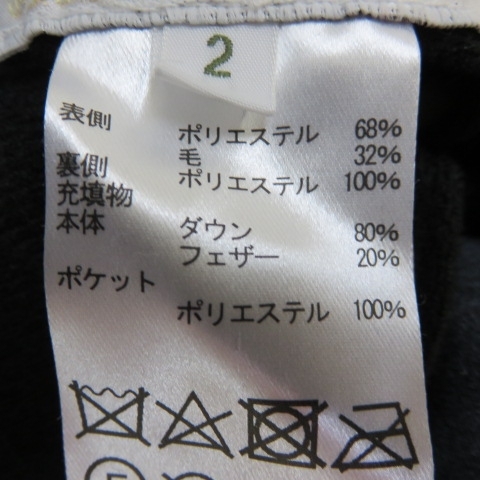 2
表側
ポリエステル 68%
毛 32%
裏側
ポリエステル 100%
充填物
本体
ダウン 80%
フェザー 20%
ポケット
ポリエステル 100%